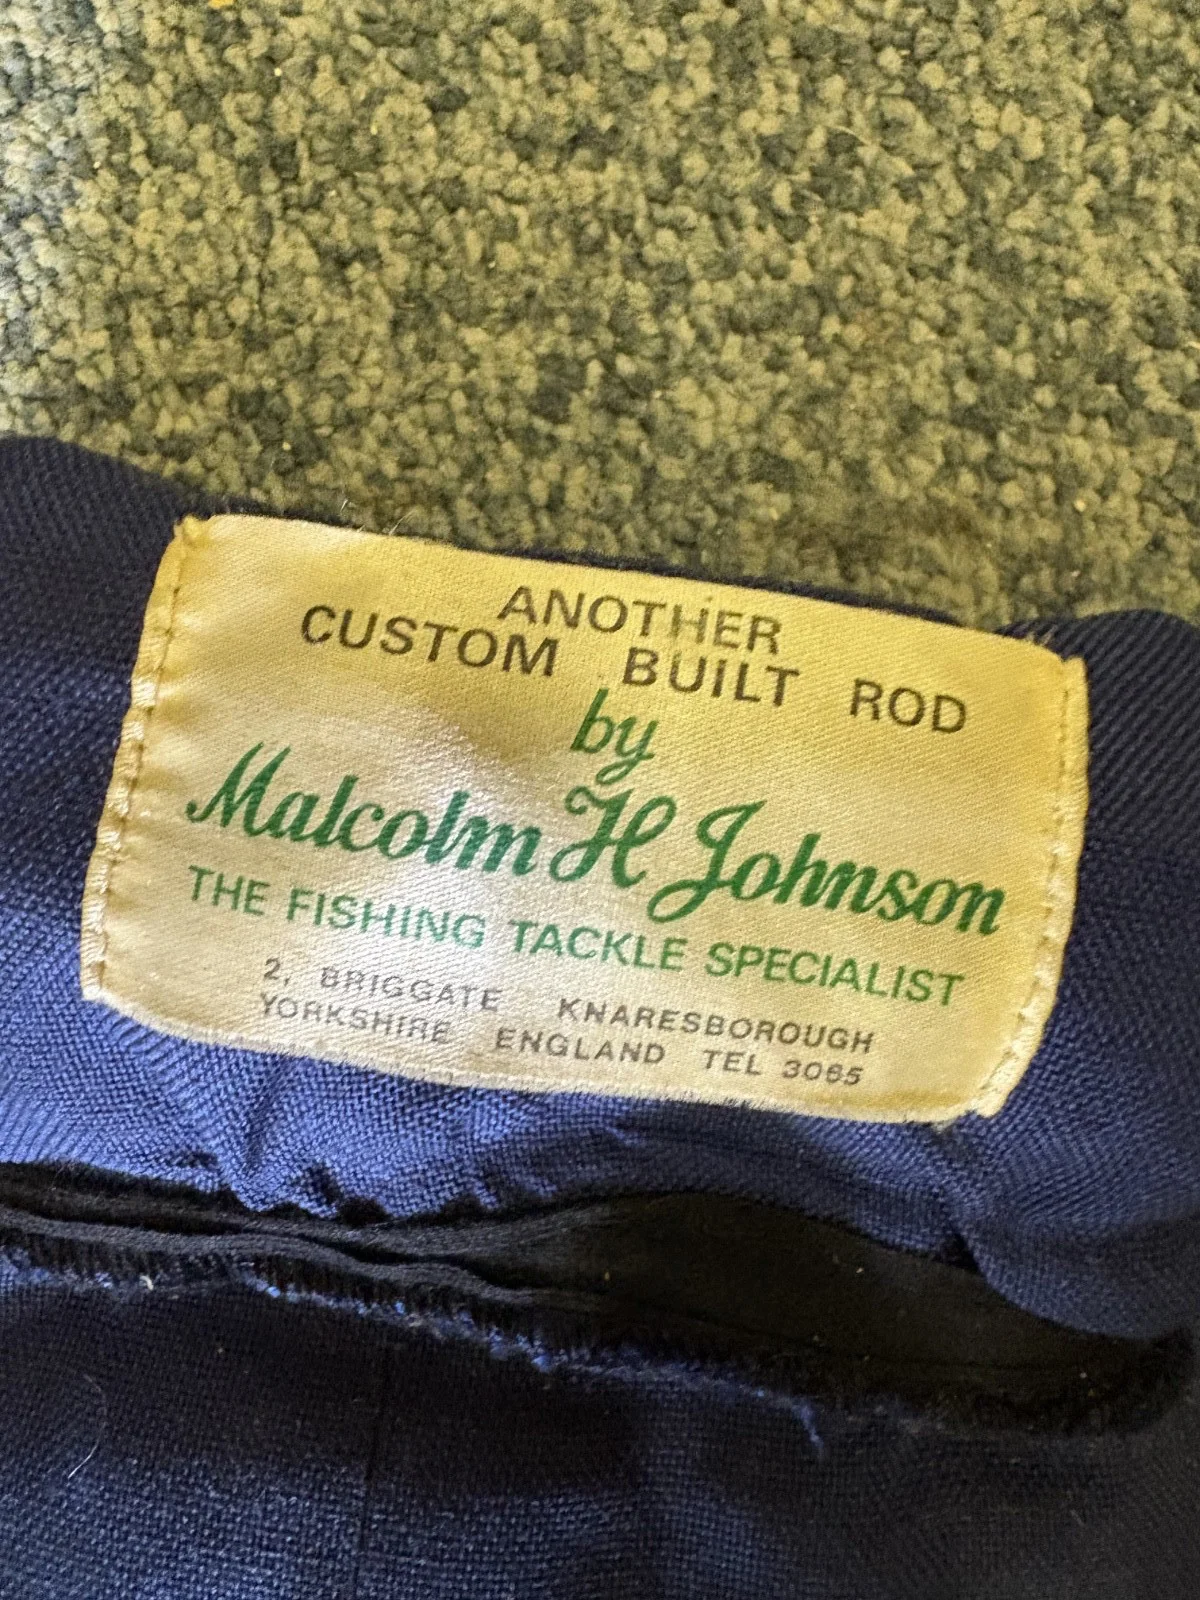 ANOTHER
CUSTOM BUILT ROD
by
Malcolm H Johnson
THE FISHING TACKLE SPECIALIST
2, BRIGGATE KNARESBOROUGH
YORKSHIRE ENGLAND TEL 3065